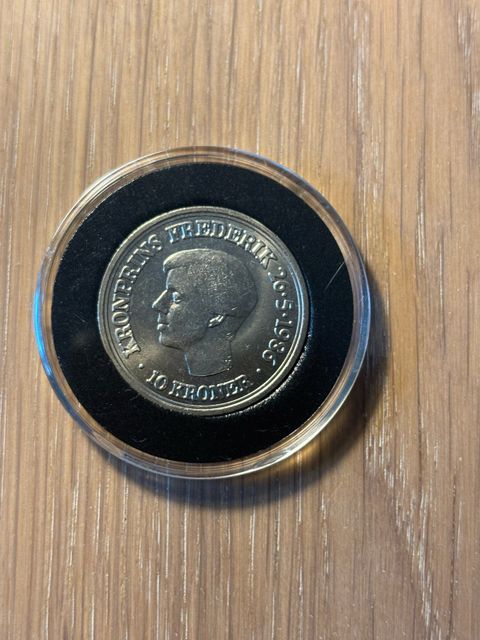 KRONPRINS FREDERIK 26·5·1986
· 10 KRONER ·